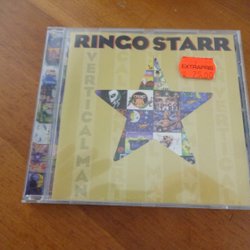 RINGO STARR
EXTRAPRIS
VERTICAL MAN